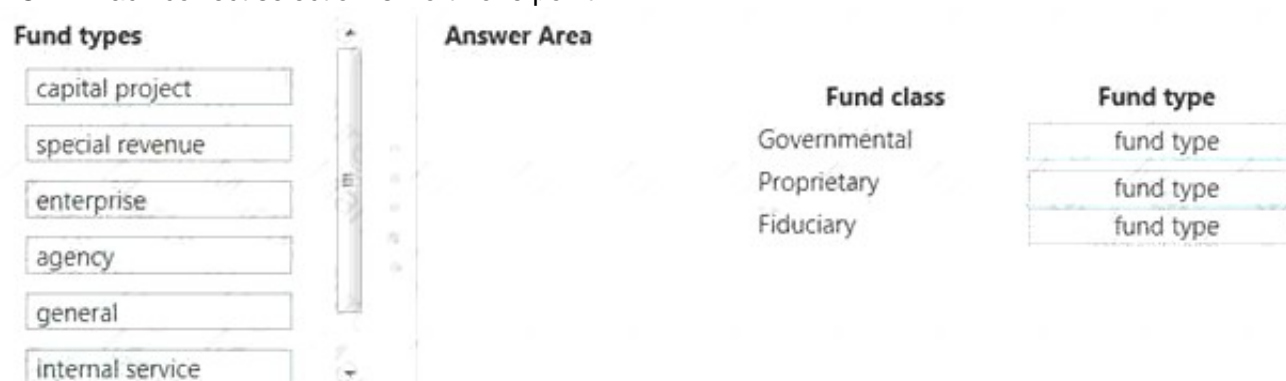 Fund types
capital project
special revenue
enterprise
agency
general
internal service
Answer Area
Fund class Fund type
Governmental fund type
Proprietary fund type
Fiduciary fund type